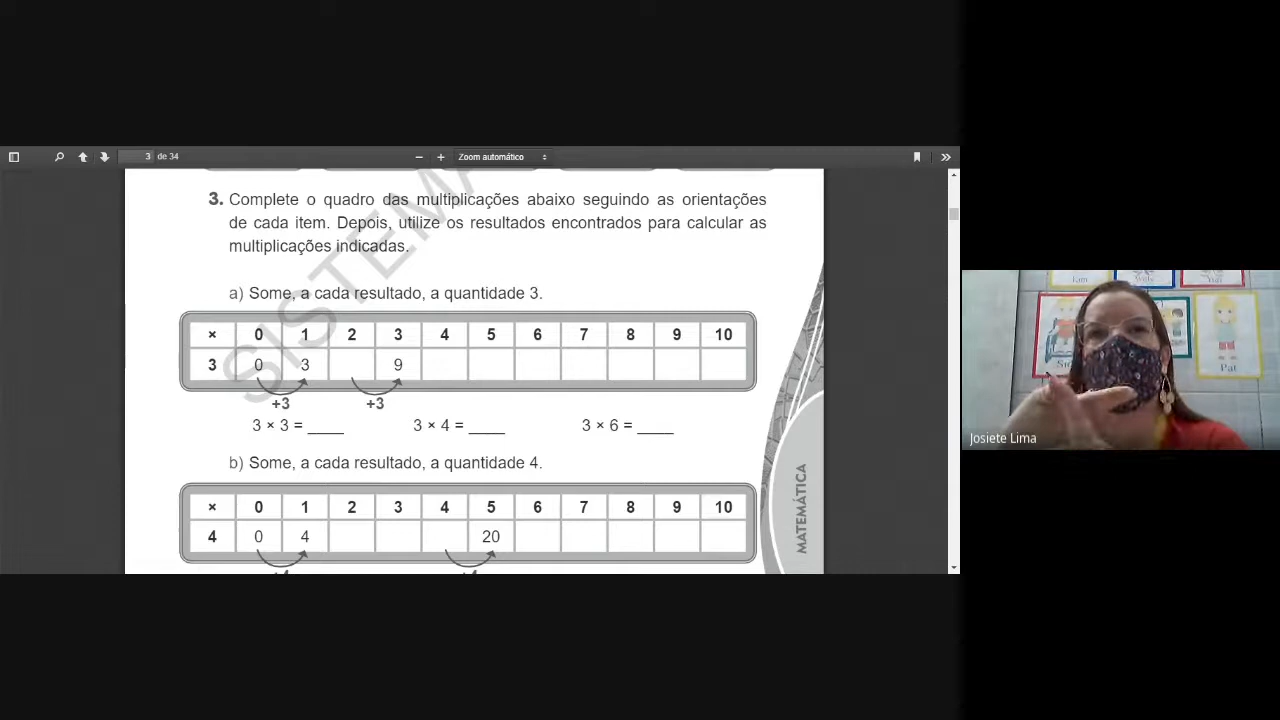 3 de 34
Zoom automático
SISTEMA
3. Complete o quadro das multiplicações abaixo seguindo as orientações
de cada item. Depois, utilize os resultados encontrados para calcular as
multiplicações indicadas.
a) Some, a cada resultado, a quantidade 3.
× 0 1 2 3 4 5 6 7 8 9 10
3 0 3 9
+3 +3
3 × 3 = ____ 3 × 4 = ____ 3 × 6 = ____
b) Some, a cada resultado, a quantidade 4.
× 0 1 2 3 4 5 6 7 8 9 10
4 0 4 20
MATEMÁTICA
Pat
Josiete Lima